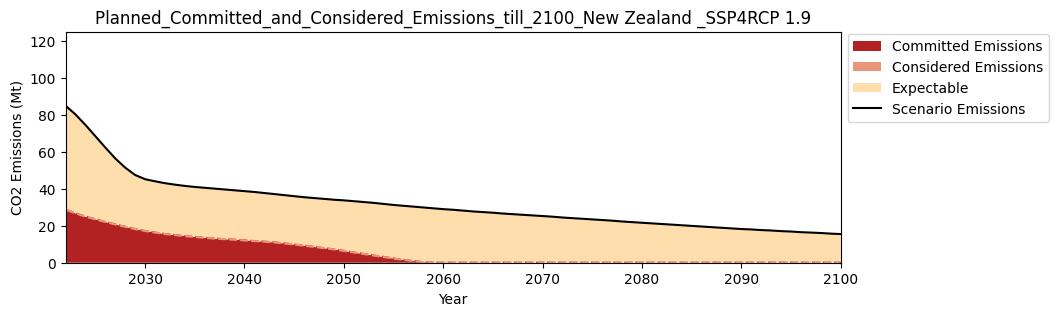 Planned_Committed_and_Considered_Emissions_till_2100_New Zealand _SSP4RCP 1.9
120
100
80
60
40
20
0
CO2 Emissions (Mt)
2030
2040
2050
2060
2070
2080
2090
2100
Year
Committed Emissions
Considered Emissions
Expectable
Scenario Emissions